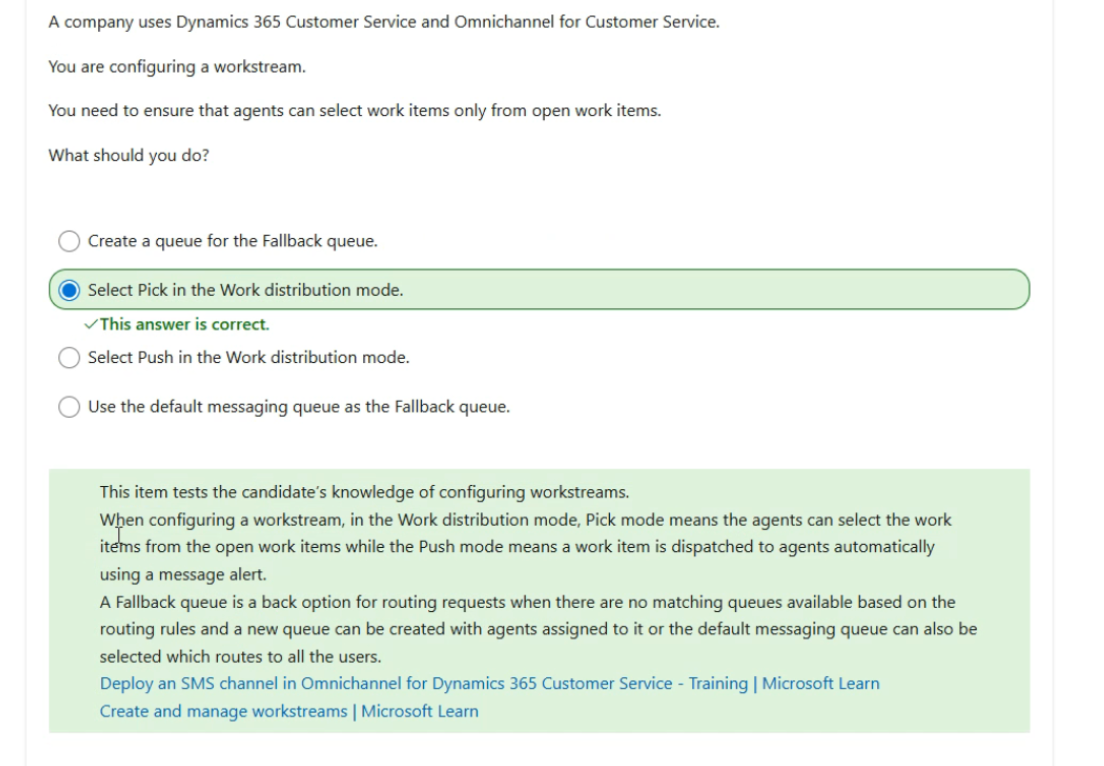 A company uses Dynamics 365 Customer Service and Omnichannel for Customer Service.
You are configuring a workstream.
You need to ensure that agents can select work items only from open work items.
What should you do?
Create a queue for the Fallback queue.
Select Pick in the Work distribution mode.
✓This answer is correct.
Select Push in the Work distribution mode.
Use the default messaging queue as the Fallback queue.
This item tests the candidate's knowledge of configuring workstreams.
When configuring a workstream, in the Work distribution mode, Pick mode means the agents can select the work
items from the open work items while the Push mode means a work item is dispatched to agents automatically
using a message alert.
A Fallback queue is a back option for routing requests when there are no matching queues available based on the
routing rules and a new queue can be created with agents assigned to it or the default messaging queue can also be
selected which routes to all the users.
Deploy an SMS channel in Omnichannel for Dynamics 365 Customer Service - Training | Microsoft Learn
Create and manage workstreams | Microsoft Learn